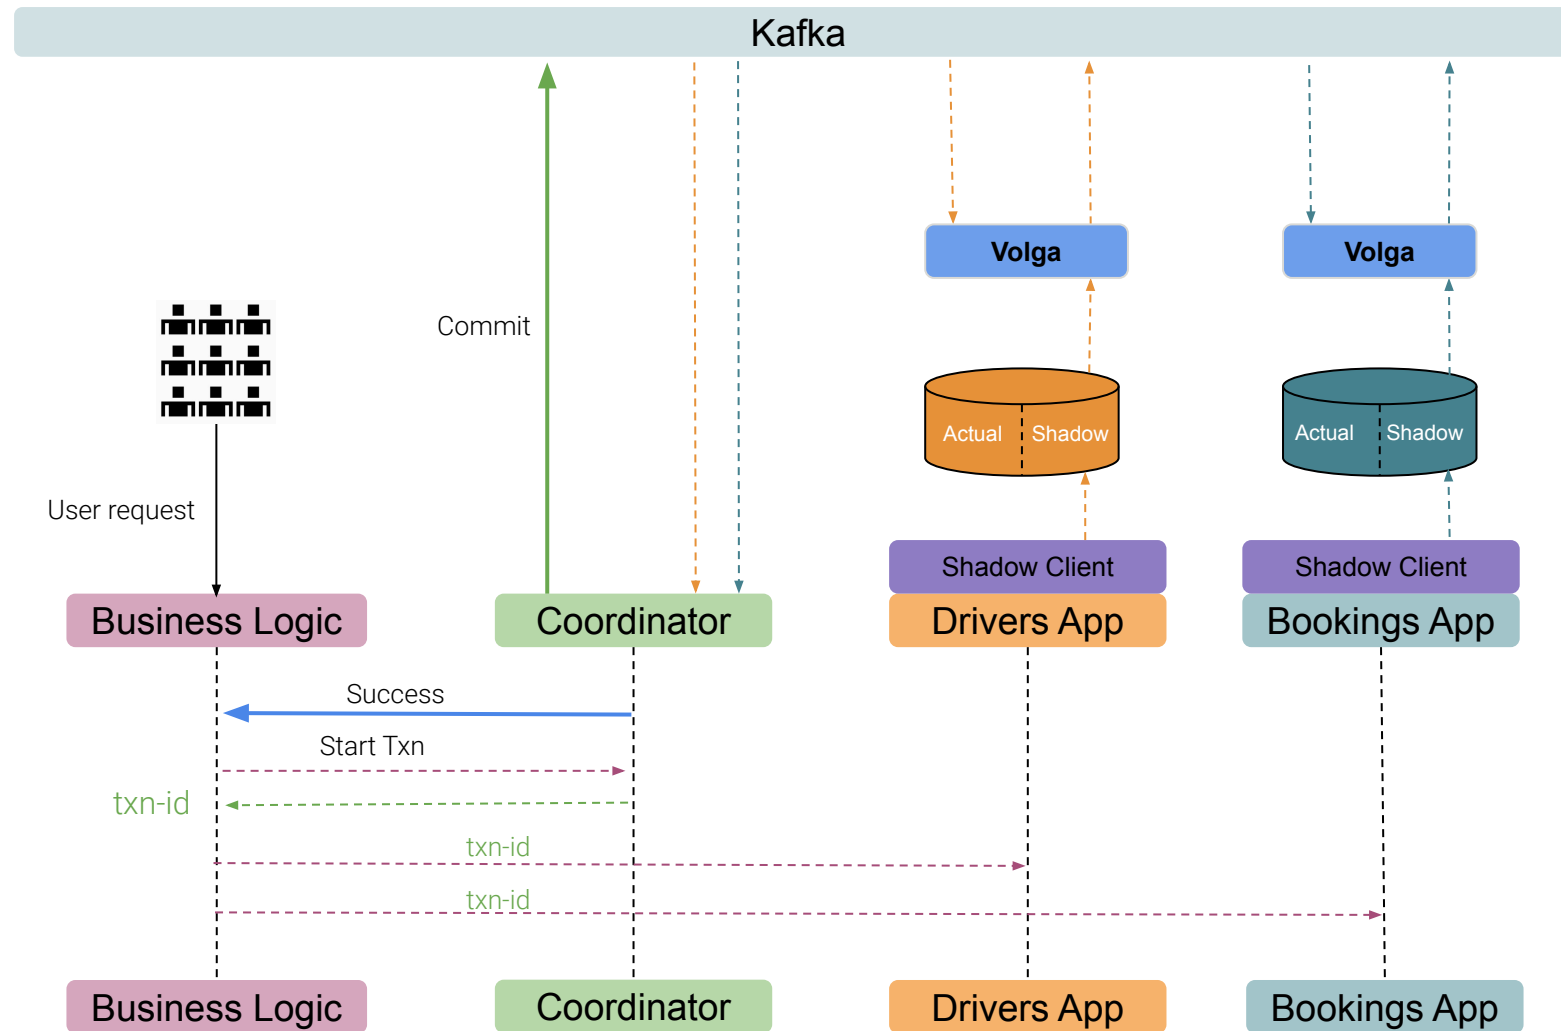 Kafka
Volga
Volga
Commit
Actual
Shadow
Actual
Shadow
User request
Shadow Client
Shadow Client
Business Logic
Coordinator
Drivers App
Bookings App
Success
Start Txn
txn-id
txn-id
txn-id
Business Logic
Coordinator
Drivers App
Bookings App